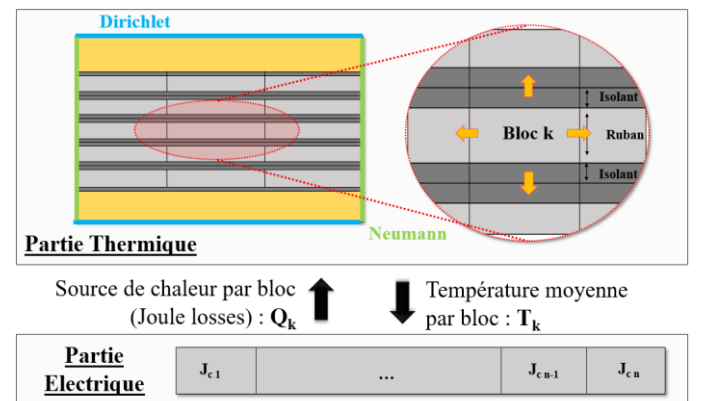 Dirichlet
Isolant
Bloc k
Ruban
Isolant
Neumann
Partie Thermique
Source de chaleur par bloc
(Joule losses) : Qk
Température moyenne
par bloc : Tk
Partie
Electrique
Jc 1
...
Jc n-1
Jc n